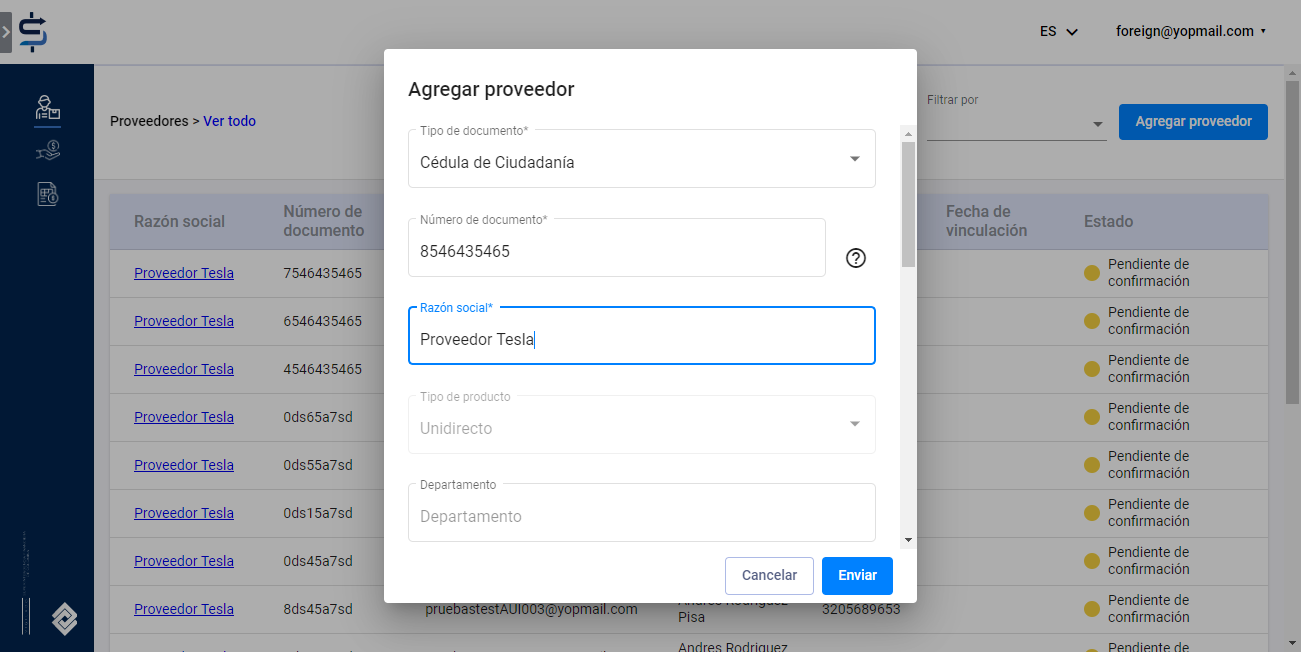 ES
foreign@yopmail.com
Proveedores > Ver todo
Filtrar por
Agregar proveedor
Razón social
Número de documento
Fecha de vinculación
Estado
Proveedor Tesla 7546435465 Pendiente de confirmación
Proveedor Tesla 6546435465 Pendiente de confirmación
Proveedor Tesla 4546435465 Pendiente de confirmación
Proveedor Tesla 0ds65a7sd Pendiente de confirmación
Proveedor Tesla 0ds55a7sd Pendiente de confirmación
Proveedor Tesla 0ds15a7sd Pendiente de confirmación
Proveedor Tesla 0ds45a7sd Pendiente de confirmación
Proveedor Tesla 8ds45a7sd pruebastestAUI003@yopmail.com Andres Rodriguez Pisa 3205689653 Pendiente de confirmación
Andres Rodriguez Pendiente de
Agregar proveedor
Tipo de documento*
Cédula de Ciudadanía
Número de documento*
8546435465
Razón social*
Proveedor Tesla
Tipo de producto
Unidirecto
Departamento
Departamento
Cancelar
Enviar